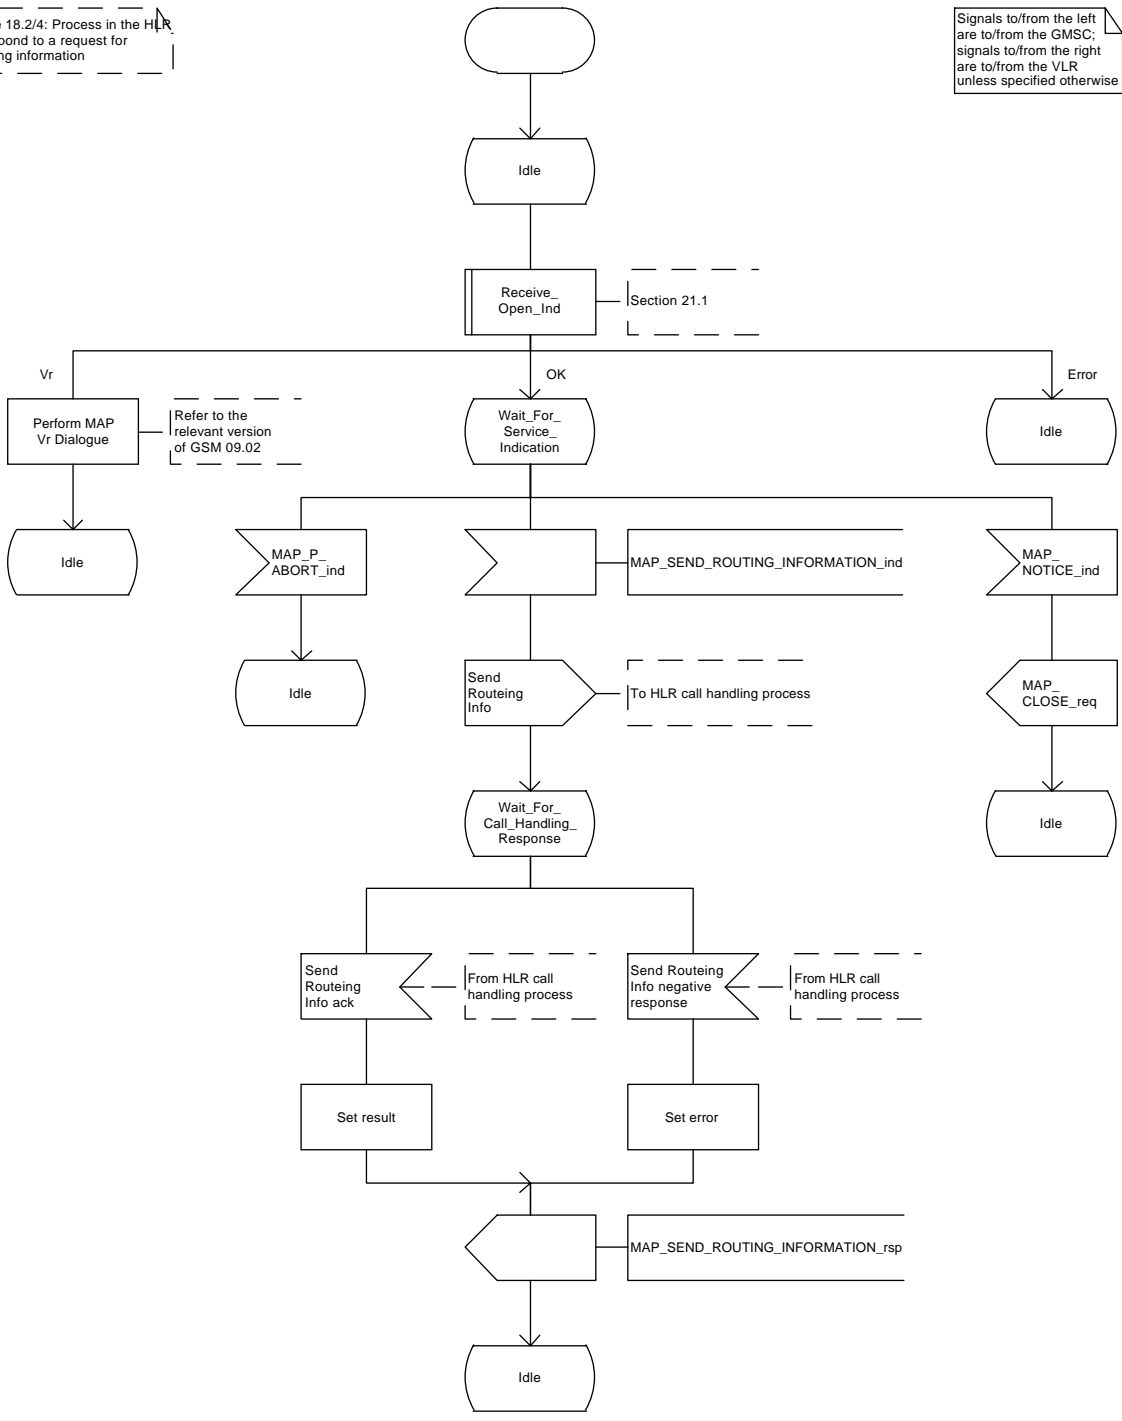 18.2/4: Process in the HLR
to a request for
information
Signals to/from the left
are to/from the GMSC;
signals to/from the right
are to/from the VLR
unless specified otherwise
Idle
Receive_
Open_Ind
Section 21.1
Vr
OK
Error
Perform MAP
Vr Dialogue
Refer to the
relevant version
of GSM 09.02
Wait_For_
Service_
Indication
Idle
Idle
MAP_P_
ABORT_ind
MAP_SEND_ROUTING_INFORMATION_ind
MAP_
NOTICE_ind
Idle
Send
Routeing
Info
To HLR call handling process
MAP_
CLOSE_req
Wait_For_
Call_Handling_
Response
Idle
Send
Routeing
Info ack
From HLR call
handling process
Send Routeing
Info negative
response
From HLR call
handling process
Set result
Set error
MAP_SEND_ROUTING_INFORMATION_rsp
Idle